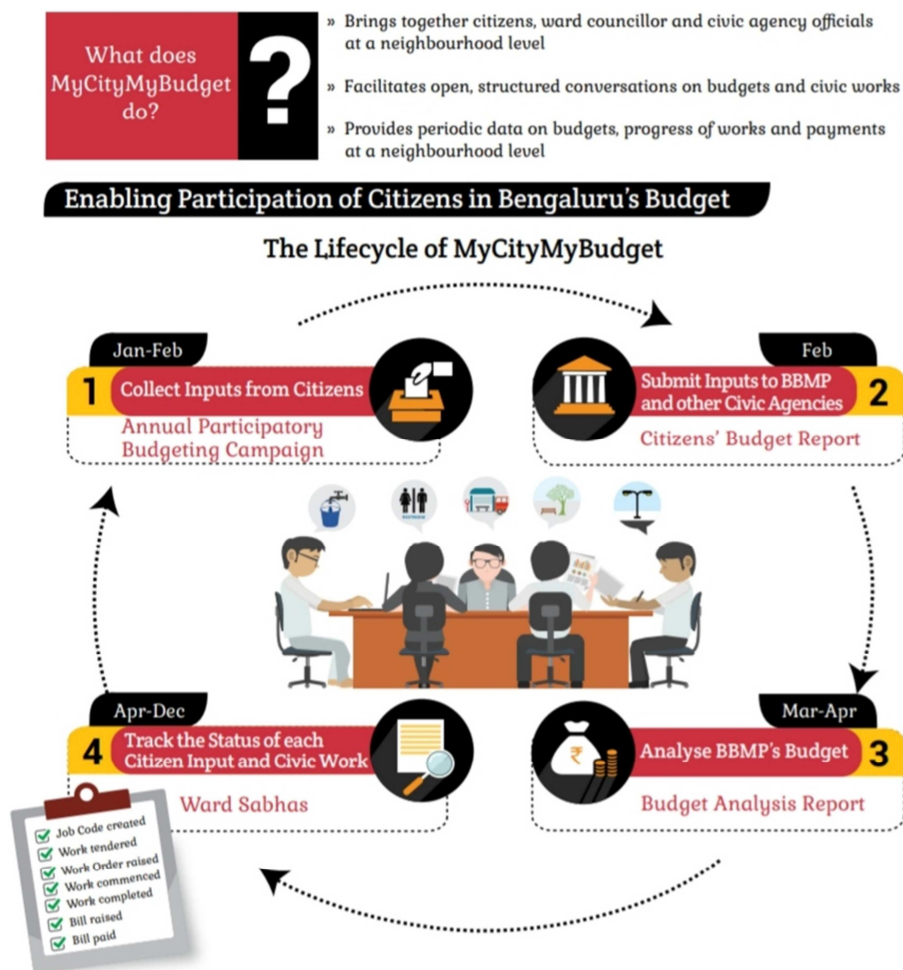 What does
MyCityMyBudget
do?
?
» Brings together citizens, ward councillor and civic agency officials
at a neighbourhood level
» Facilitates open, structured conversations on budgets and civic works
» Provides periodic data on budgets, progress of works and payments
at a neighbourhood level
Enabling Participation of Citizens in Bengaluru's Budget
The Lifecycle of MyCityMyBudget
Jan-Feb
1 Collect Inputs from Citizens
Annual Participatory
Budgeting Campaign
Feb
Submit Inputs to BBMP
and other Civic Agencies 2
Citizens' Budget Report
Mar-Apr
Analyse BBMP's Budget 3
₹
Budget Analysis Report
Apr-Dec
4 Track the Status of each
Citizen Input and Civic Work
Ward Sabhas
Job Code created
Work tendered
Work Order raised
Work commenced
Work completed
Bill raised
Bill paid